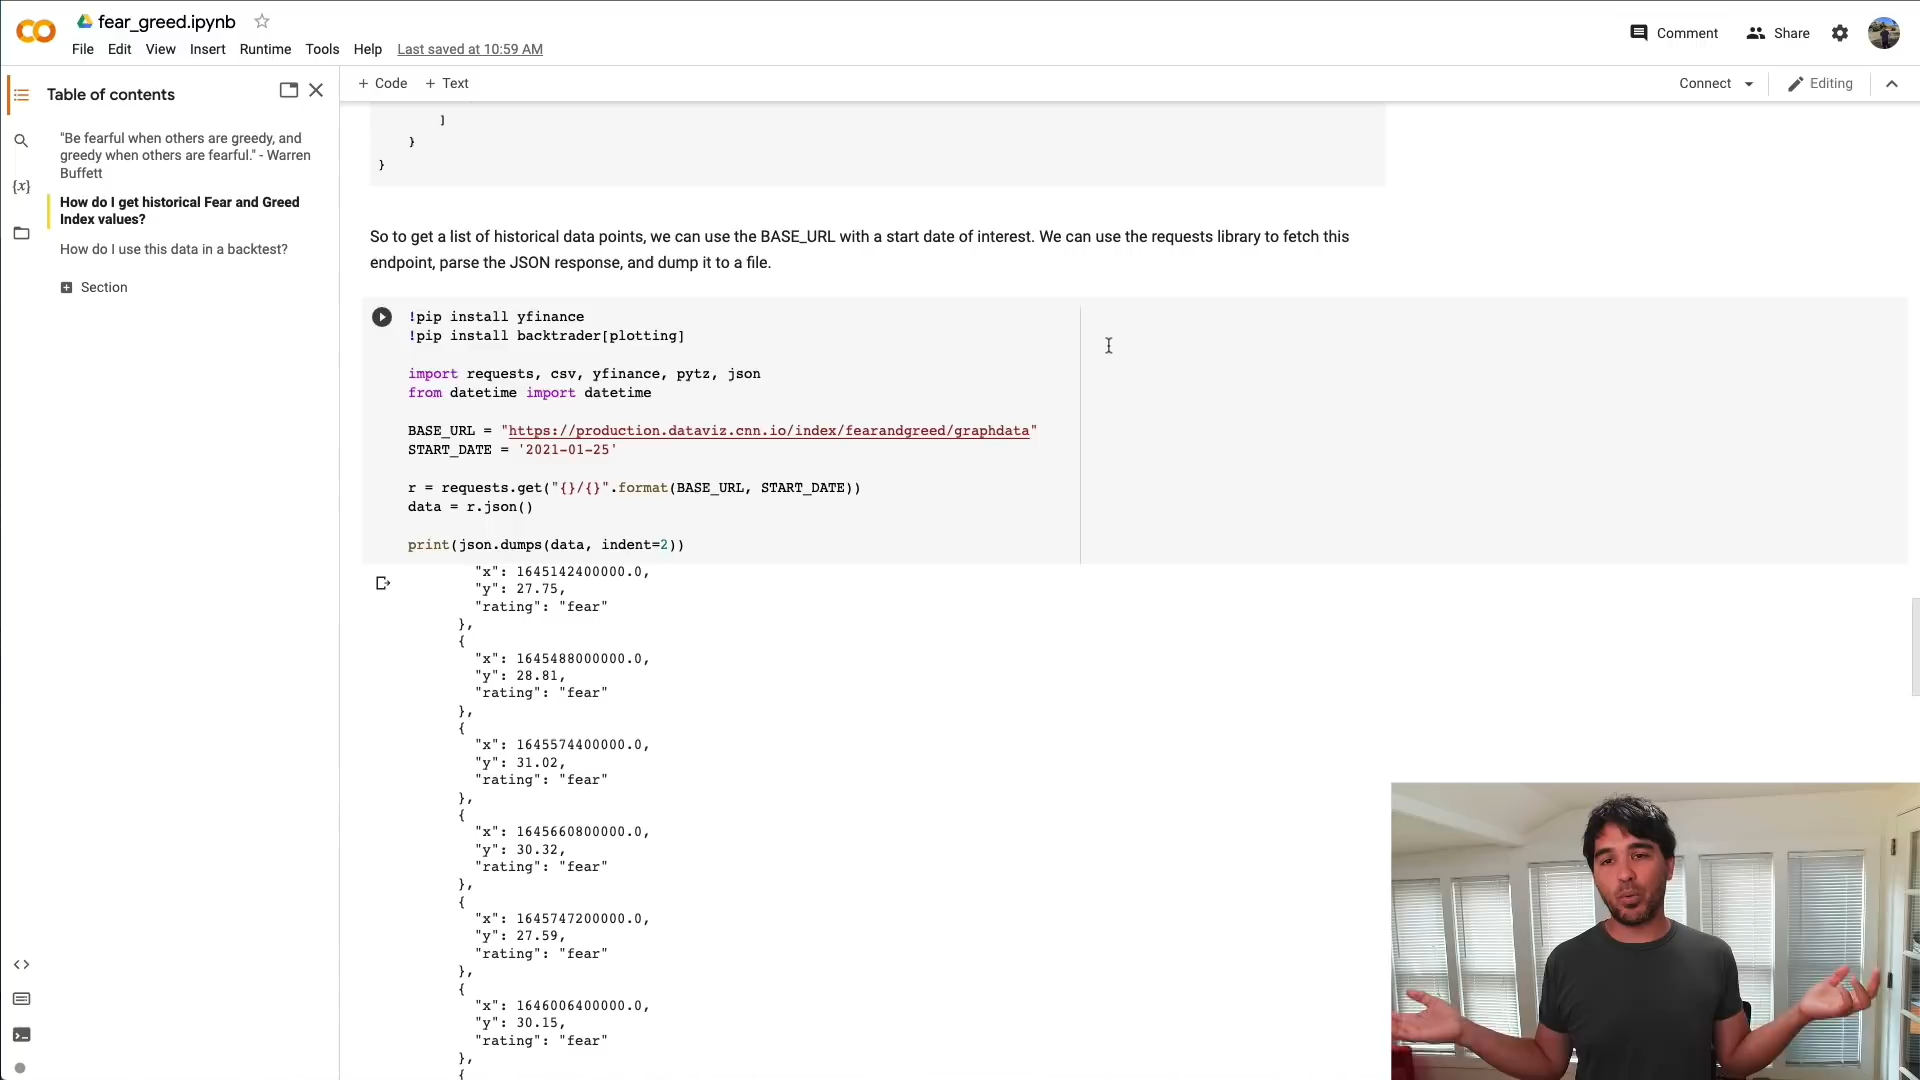 fear_greed.ipynb
File Edit View Insert Runtime Tools Help Last saved at 10:59 AM
Comment Share
Table of contents
"Be fearful when others are greedy, and
greedy when others are fearful." - Warren
Buffett
How do I get historical Fear and Greed
Index values?
How do I use this data in a backtest?
Section
{x}
+ Code + Text
Connect Editing
]
}
}
So to get a list of historical data points, we can use the BASE_URL with a start date of interest. We can use the requests library to fetch this
endpoint, parse the JSON response, and dump it to a file.
!pip install yfinance
!pip install backtrader[plotting]
import requests, csv, yfinance, pytz, json
from datetime import datetime
BASE_URL = "https://production.dataviz.cnn.io/index/fearandgreed/graphdata"
START_DATE = '2021-01-25'
r = requests.get("{}/{}".format(BASE_URL, START_DATE))
data = r.json()
print(json.dumps(data, indent=2))
"x": 1645142400000.0,
"y": 27.75,
"rating": "fear"
},
{
"x": 1645488000000.0,
"y": 28.81,
"rating": "fear"
},
{
"x": 1645574400000.0,
"y": 31.02,
"rating": "fear"
},
{
"x": 1645660800000.0,
"y": 30.32,
"rating": "fear"
},
{
"x": 1645747200000.0,
"y": 27.59,
"rating": "fear"
},
{
"x": 1646006400000.0,
"y": 30.15,
"rating": "fear"
},
{